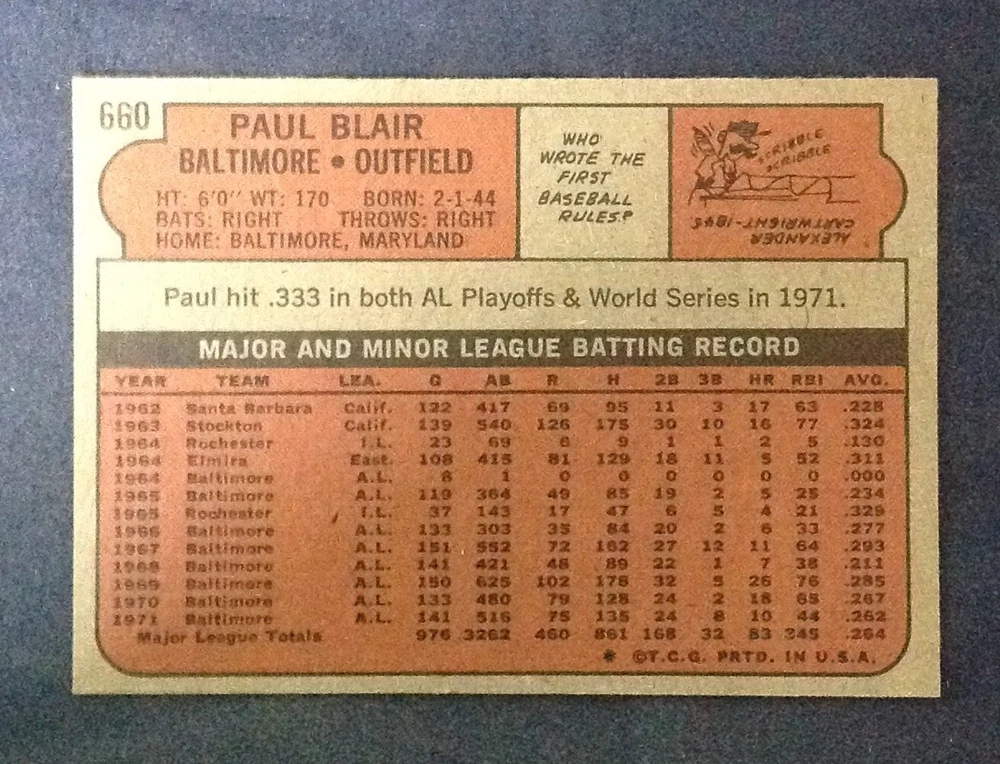 660
PAUL BLAIR
BALTIMORE • OUTFIELD
HT: 6'0" WT: 170 BORN: 2-1-44
BATS: RIGHT THROWS: RIGHT
HOME: BALTIMORE, MARYLAND
WHO
WROTE THE
FIRST
BASEBALL
RULES?
SCRIBBLE
SCRIBBLE
ALEXANDER
CARTWRIGHT-1845
Paul hit .333 in both AL Playoffs & World Series in 1971.
MAJOR AND MINOR LEAGUE BATTING RECORD
YEAR TEAM LEA. G AB R H 2B 3B HR RBI AVG.
1962 Santa Barbara Calif. 122 417 69 95 11 3 17 63 .228
1963 Stockton Calif. 139 540 126 175 30 10 16 77 .324
1964 Rochester I.L. 23 69 6 9 1 1 2 5 .130
1964 Elmira East. 108 415 81 129 18 11 5 52 .311
1964 Baltimore A.L. 8 1 0 0 0 0 0 0 .000
1965 Baltimore A.L. 119 364 49 85 19 2 5 25 .234
1965 Rochester I.L. 37 143 17 47 6 5 4 21 .329
1966 Baltimore A.L. 133 303 35 84 20 2 6 33 .277
1967 Baltimore A.L. 151 552 72 162 27 12 11 64 .293
1968 Baltimore A.L. 141 421 48 89 22 1 7 38 .211
1969 Baltimore A.L. 150 625 102 178 32 5 26 76 .285
1970 Baltimore A.L. 133 480 79 128 24 2 18 65 .267
1971 Baltimore A.L. 141 516 75 135 24 8 10 44 .262
Major League Totals 976 3262 460 861 168 32 83 345 .264
* ©T.C.G. PRTD. IN U.S.A.